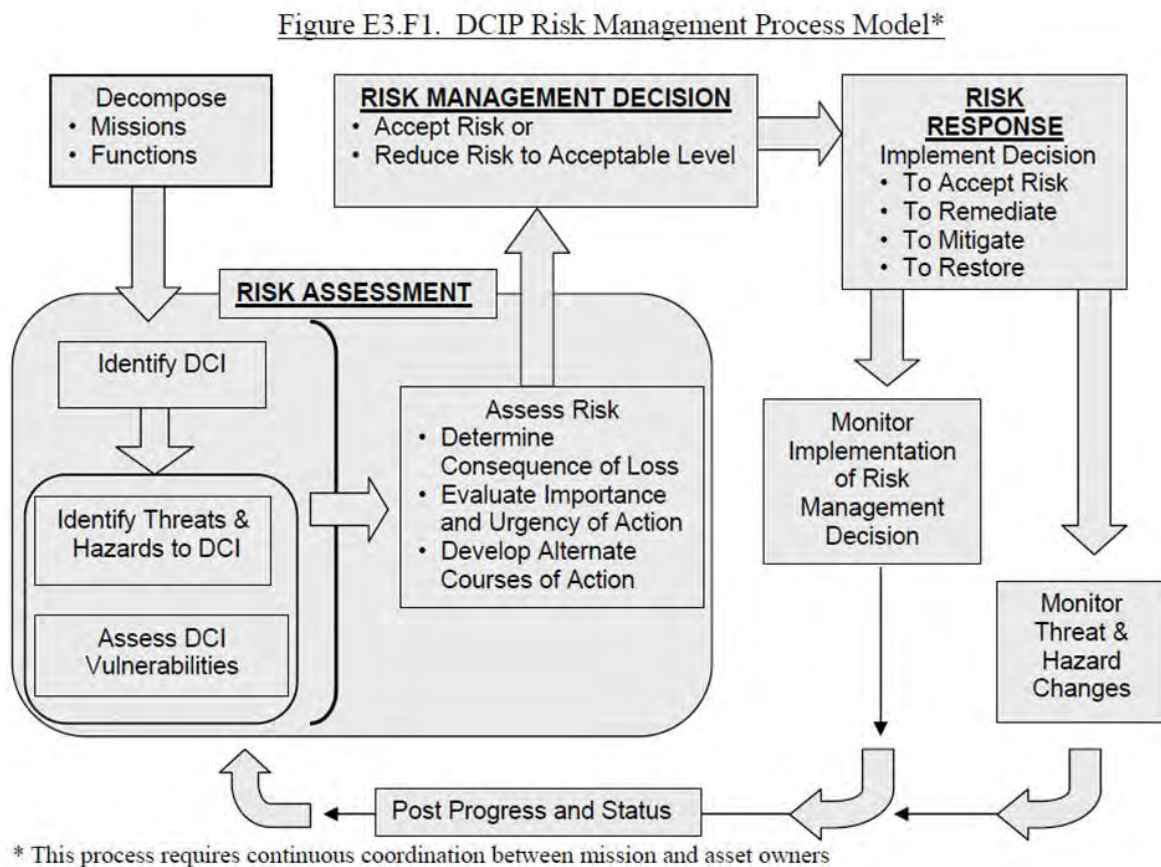 Figure E3.F1. DCIP Risk Management Process Model*
Decompose
• Missions
• Functions
RISK MANAGEMENT DECISION
• Accept Risk or
• Reduce Risk to Acceptable Level
RISK
RESPONSE
Implement Decision
• To Accept Risk
• To Remediate
• To Mitigate
• To Restore
RISK ASSESSMENT
Identify DCI
Identify Threats &
Hazards to DCI
Assess DCI
Vulnerabilities
Assess Risk
• Determine
Consequence of Loss
• Evaluate Importance
and Urgency of Action
• Develop Alternate
Courses of Action
Monitor
Implementation
of Risk
Management
Decision
Monitor
Threat &
Hazard
Changes
Post Progress and Status
* This process requires continuous coordination between mission and asset owners